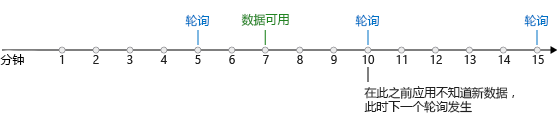 轮询
数据可用
轮询
轮询
分钟 1 2 3 4 5 6 7 8 9 10 11 12 13 14 15
在此之前应用不知道新数据，
此时下一个轮询发生